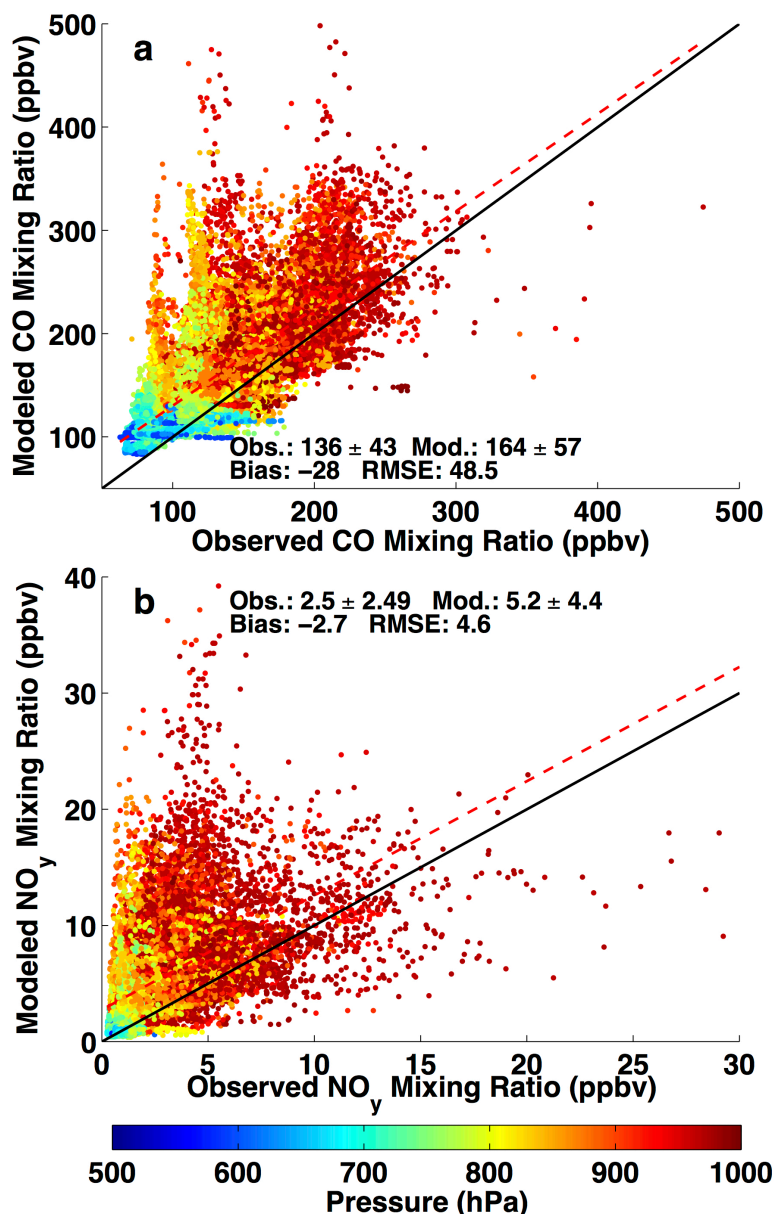 500
a
400
300
200
100
Modeled CO Mixing Ratio (ppbv)
Obs.: 136 ± 43 Mod.: 164 ± 57
Bias: −28 RMSE: 48.5
100 200 300 400 500
Observed CO Mixing Ratio (ppbv)
40
b
Obs.: 2.5 ± 2.49 Mod.: 5.2 ± 4.4
Bias: −2.7 RMSE: 4.6
30
20
10
0
Modeled NOy Mixing Ratio (ppbv)
0 5 10 15 20 25 30
Observed NOy Mixing Ratio (ppbv)
500 600 700 800 900 1000
Pressure (hPa)